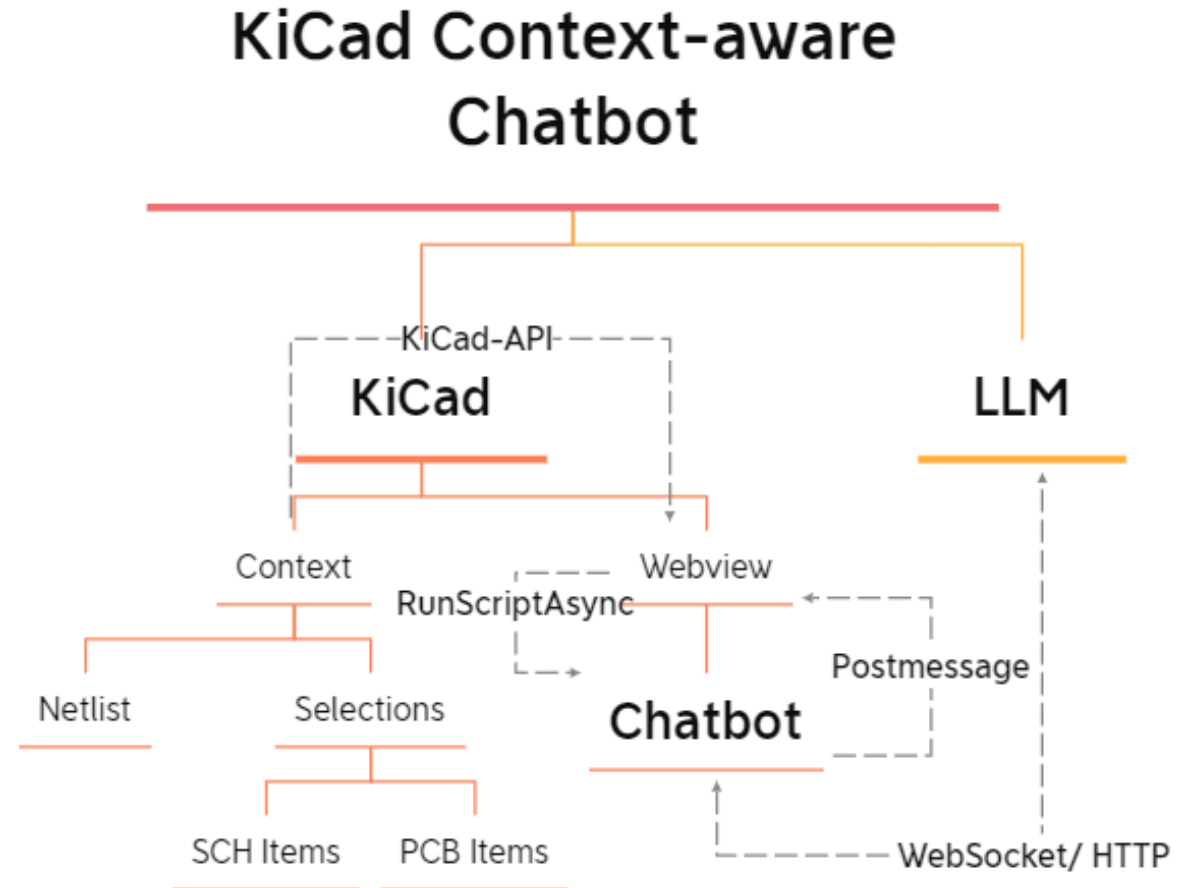 KiCad Context-aware
Chatbot
KiCad-API
KiCad
LLM
Context
Webview
RunScriptAsync
Postmessage
Netlist
Selections
Chatbot
SCH Items
PCB Items
WebSocket/ HTTP